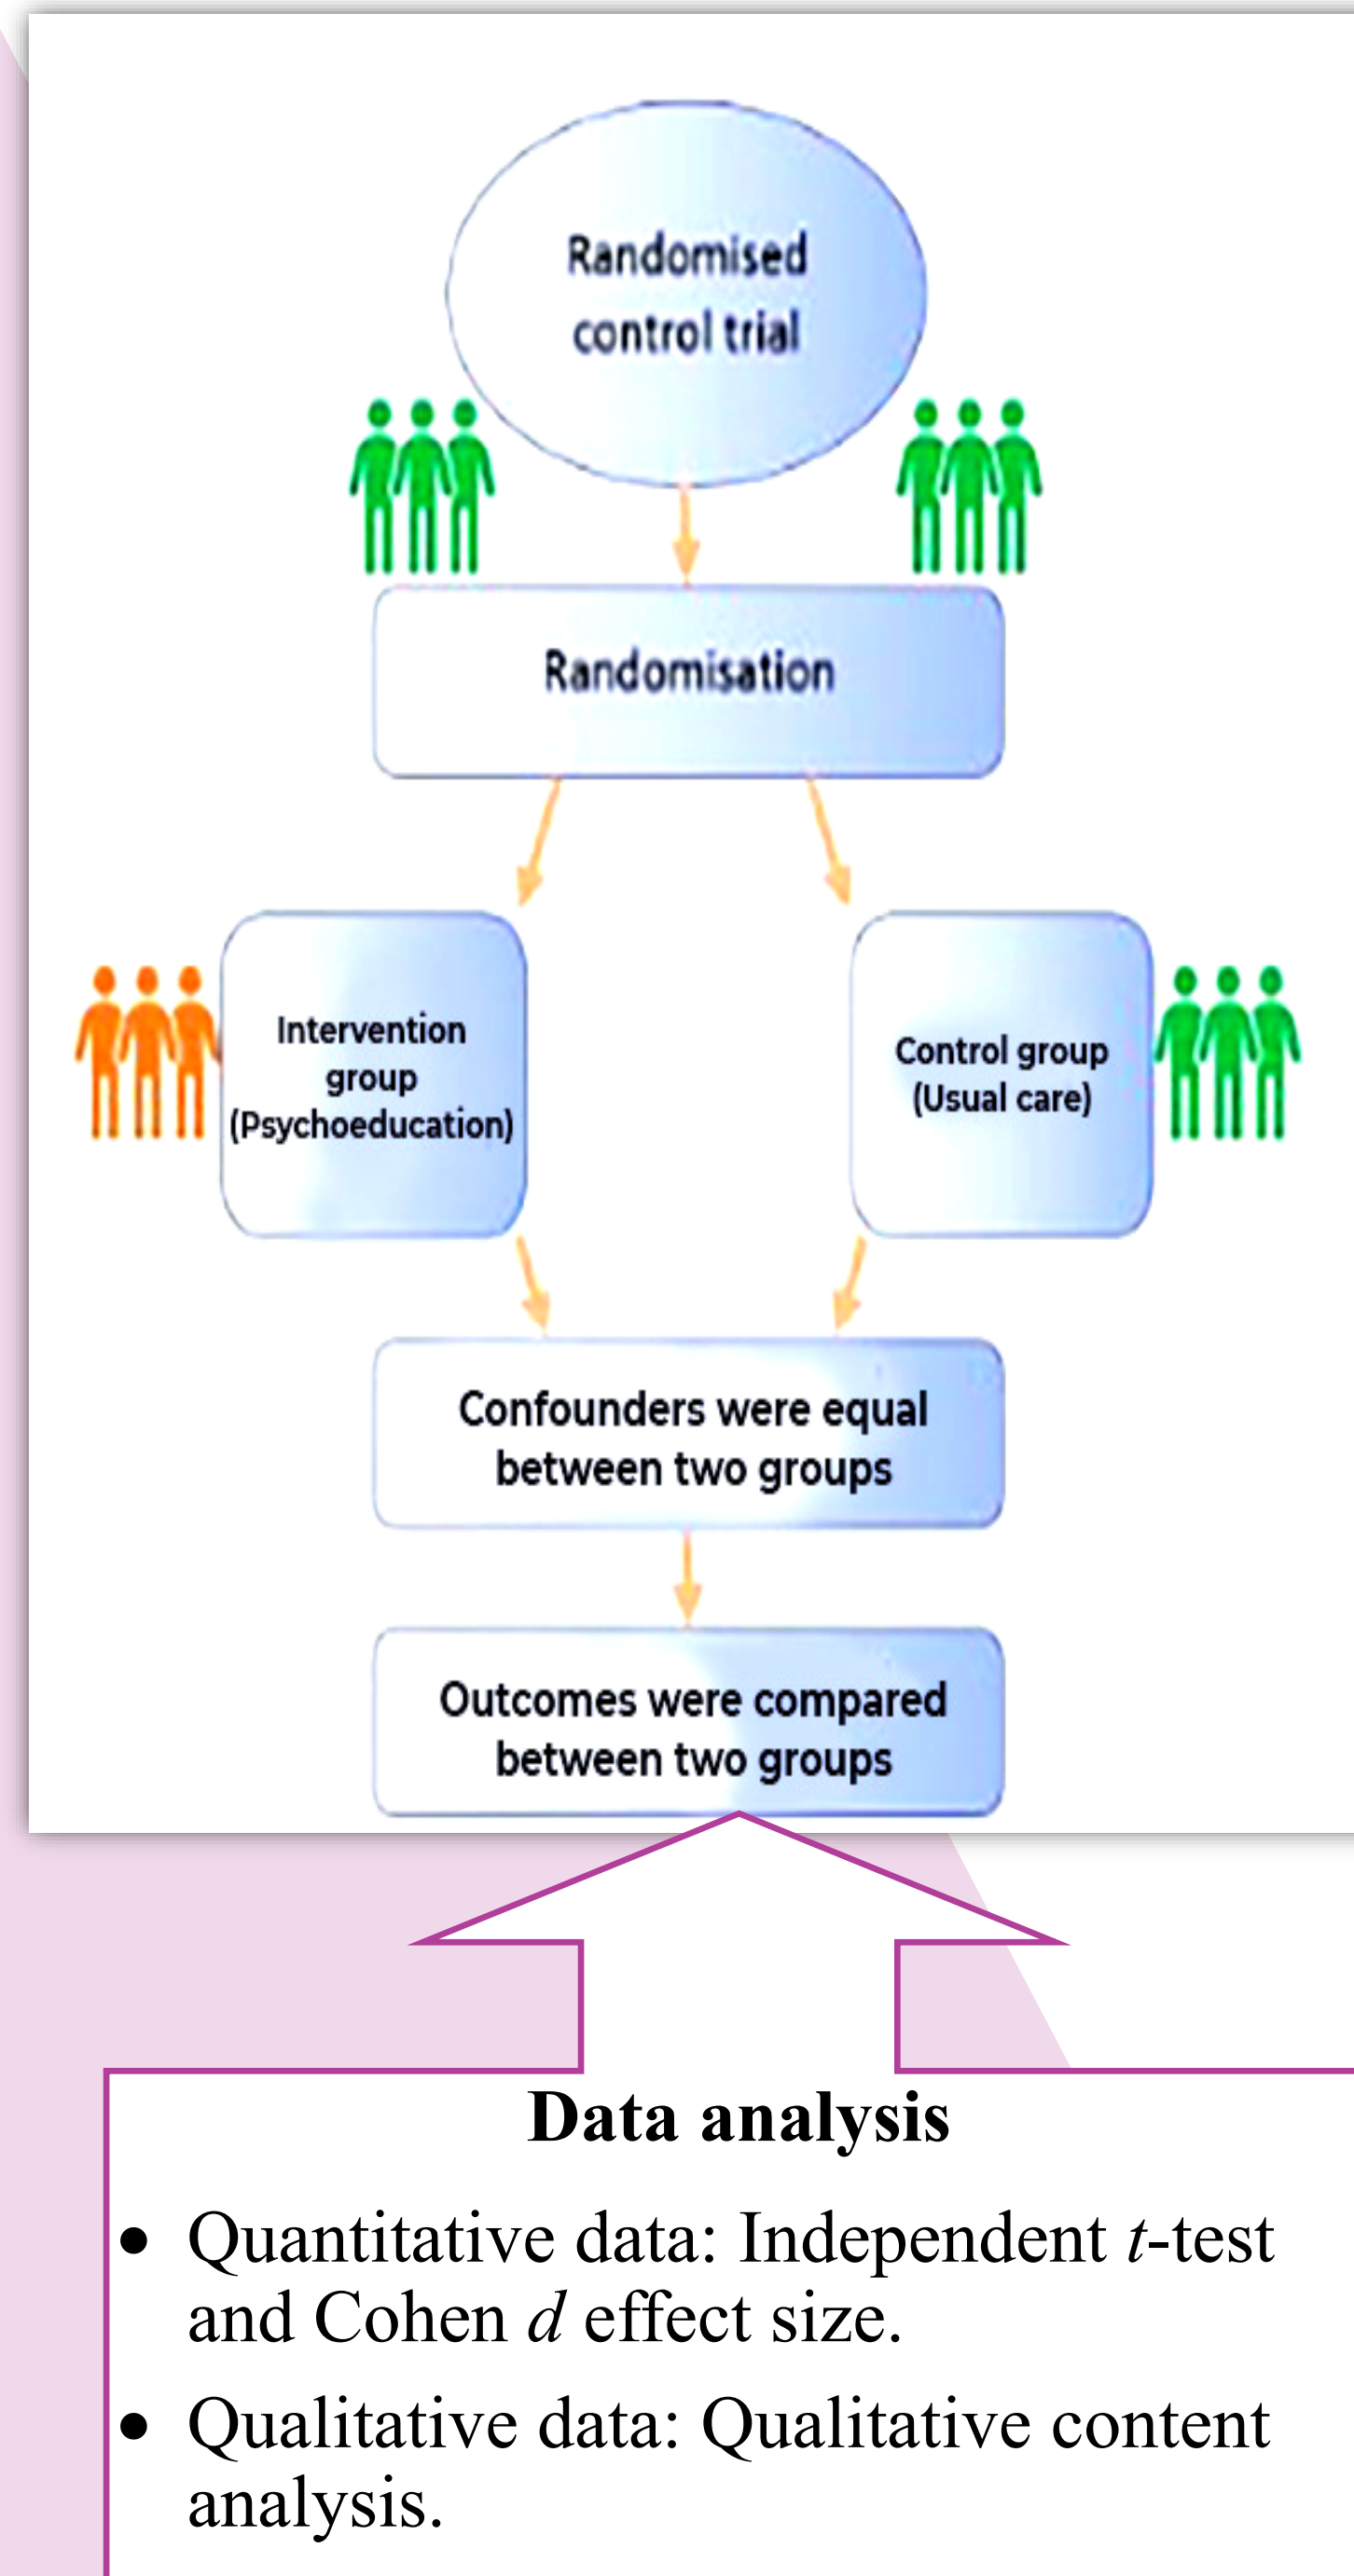 Randomised
control trial
Randomisation
Intervention
group
(Psychoeducation)
Control group
(Usual care)
Confounders were equal
between two groups
Outcomes were compared
between two groups
Data analysis
• Quantitative data: Independent t-test
and Cohen d effect size.
• Qualitative data: Qualitative content
analysis.